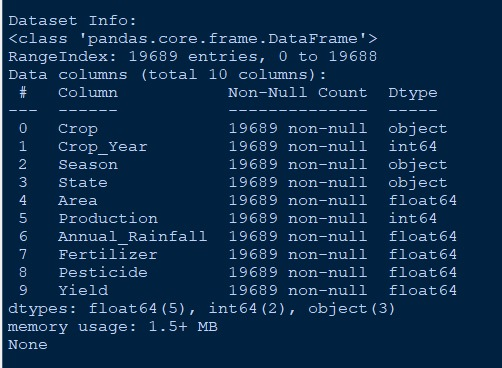 Dataset Info:
<class 'pandas.core.frame.DataFrame'>
RangeIndex: 19689 entries, 0 to 19688
Data columns (total 10 columns):
 #   Column           Non-Null Count  Dtype
---  ------           --------------  -----
 0   Crop             19689 non-null  object
 1   Crop_Year        19689 non-null  int64
 2   Season           19689 non-null  object
 3   State            19689 non-null  object
 4   Area             19689 non-null  float64
 5   Production       19689 non-null  int64
 6   Annual_Rainfall  19689 non-null  float64
 7   Fertilizer       19689 non-null  float64
 8   Pesticide        19689 non-null  float64
 9   Yield            19689 non-null  float64
dtypes: float64(5), int64(2), object(3)
memory usage: 1.5+ MB
None